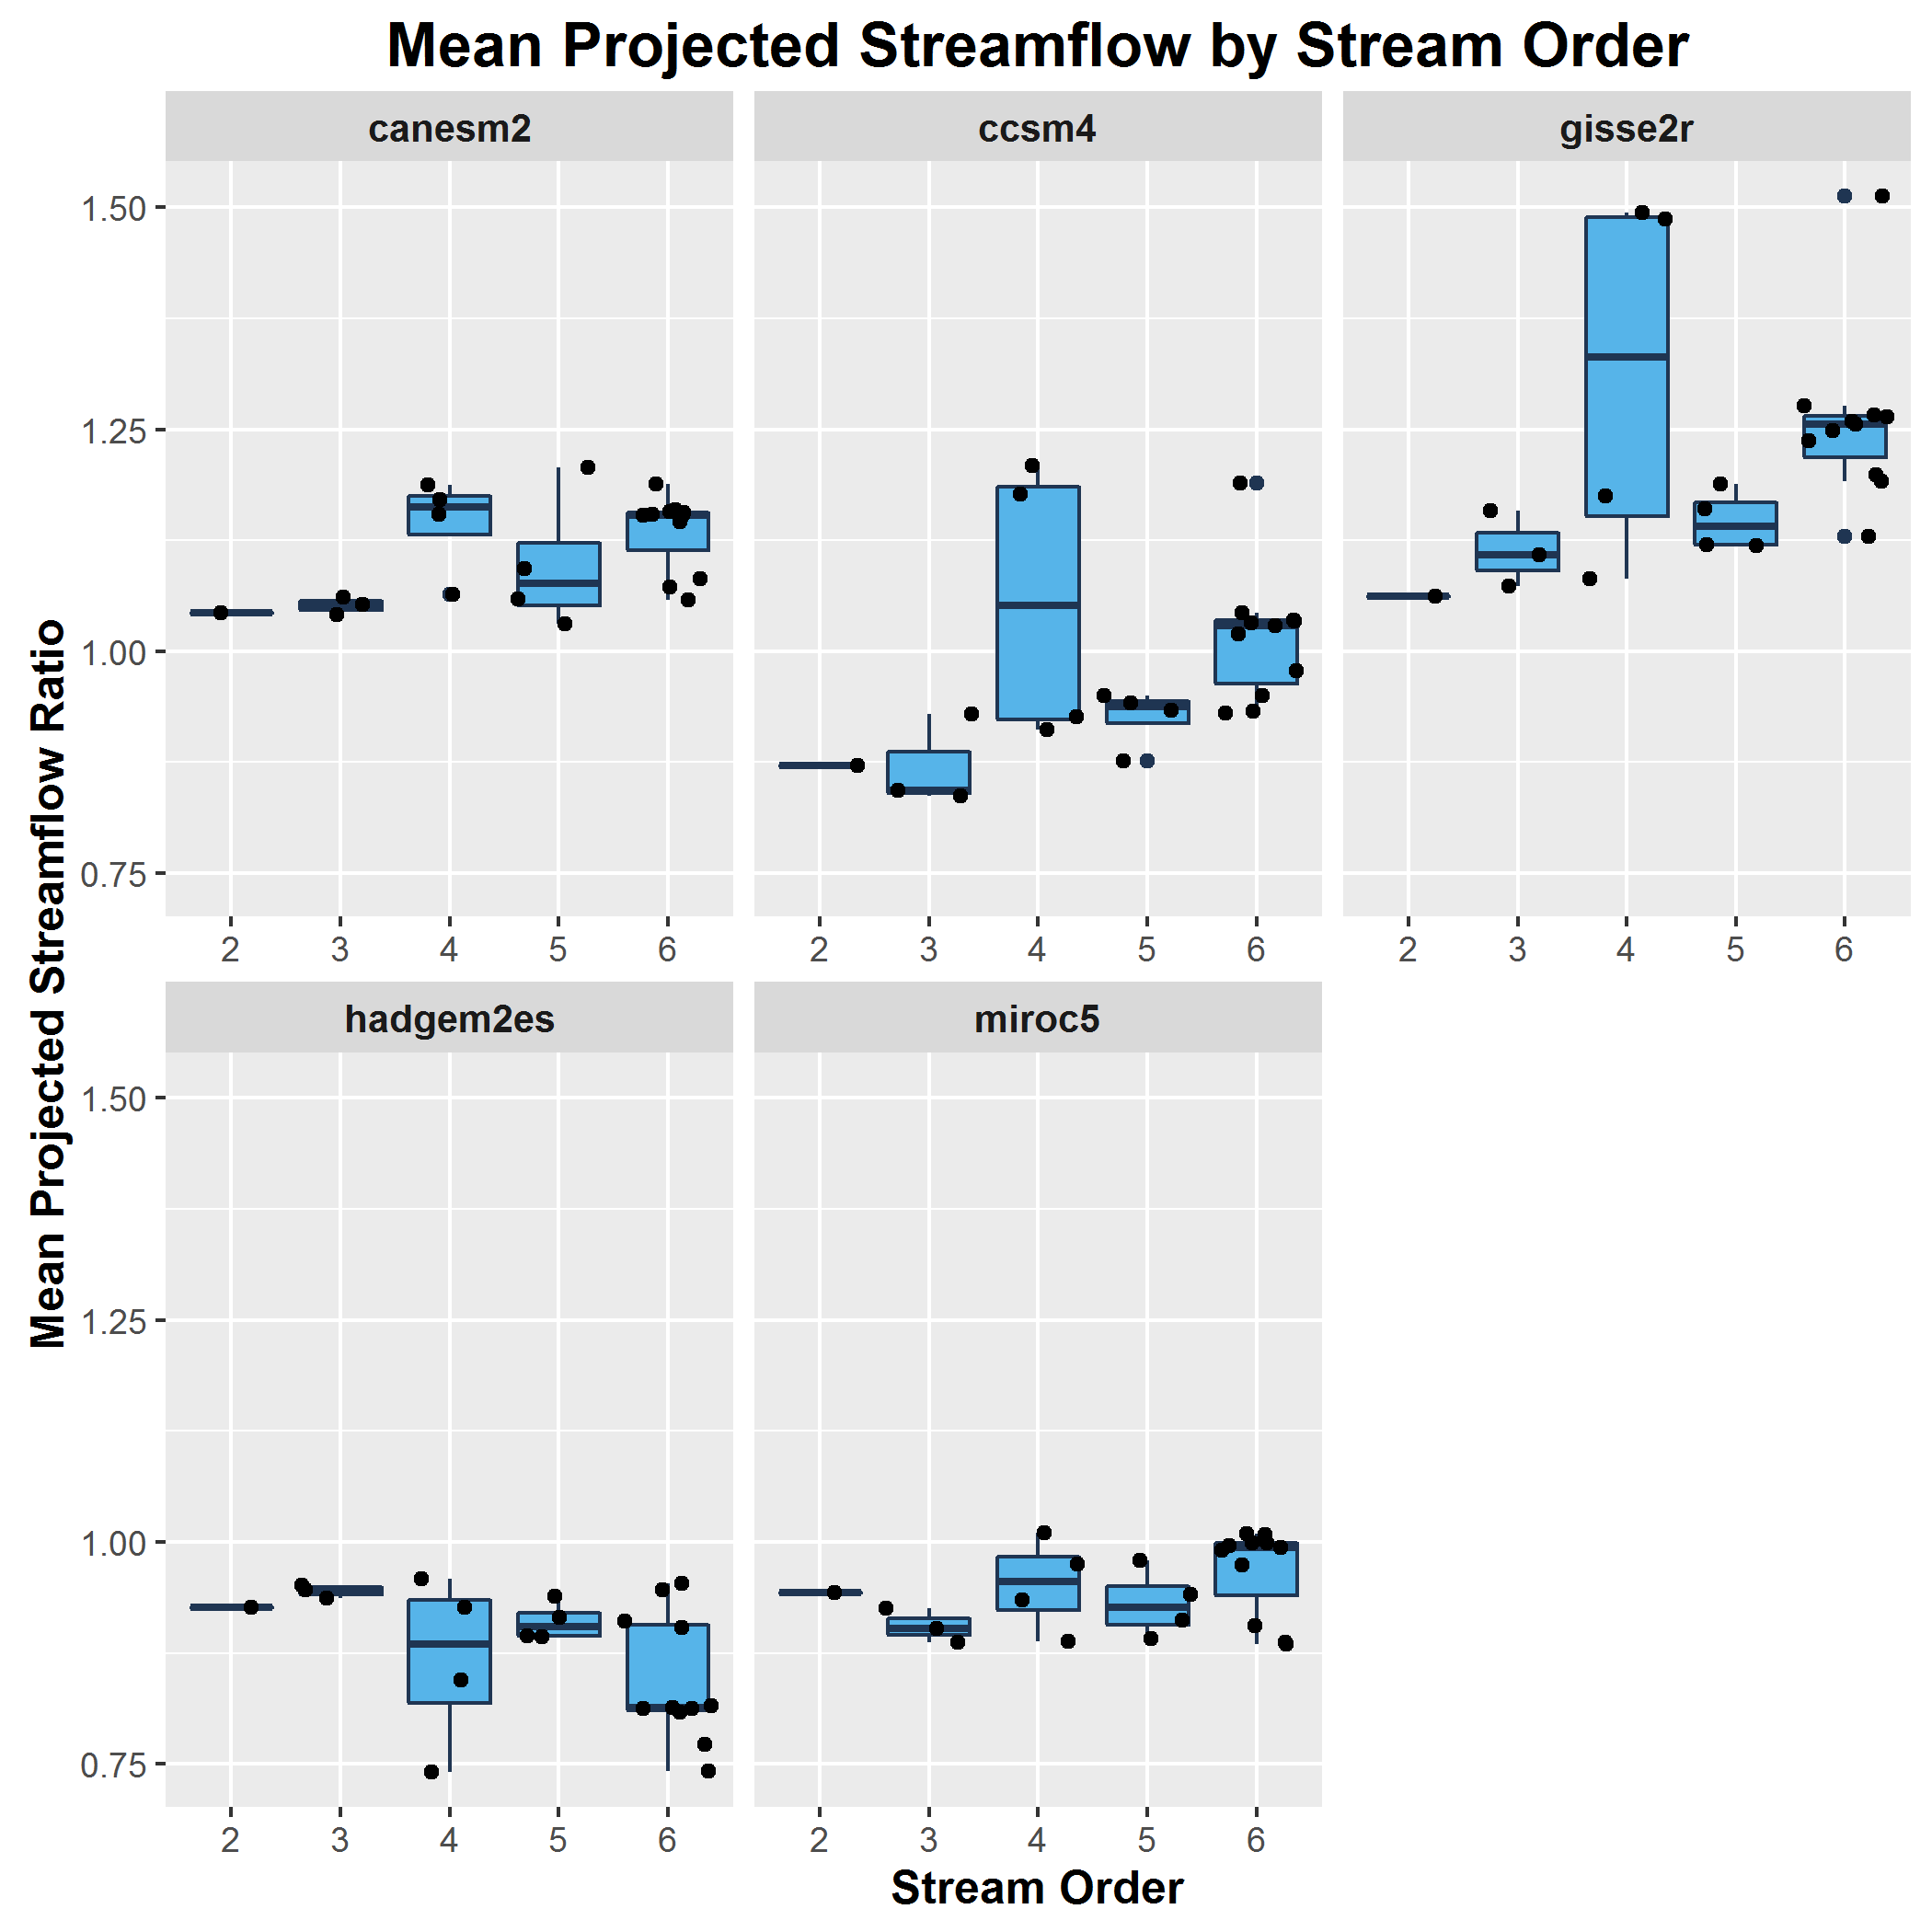 Mean Projected Streamflow by Stream Order
canesm2
ccsm4
gisse2r
1.50
1.25
1.00
0.75
2 3 4 5 6
2 3 4 5 6
2 3 4 5 6
Mean Projected Streamflow Ratio
hadgem2es
miroc5
1.50
1.25
1.00
0.75
2 3 4 5 6
2 3 4 5 6
Stream Order